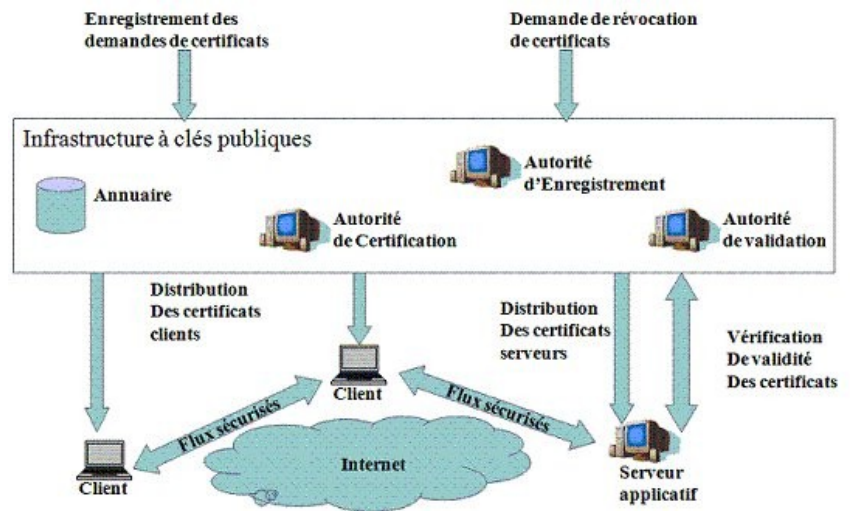 Enregistrement des
demandes de certificats
Demande de révocation
de certificats
Infrastructure à clés publiques
Annuaire
Autorité
de Certification
Autorité
d'Enregistrement
Autorité
de validation
Distribution
Des certificats
clients
Distribution
Des certificats
serveurs
Vérification
De validité
Des certificats
Client
Flux sécurisés
Flux sécurisés
Internet
Client
Serveur
applicatif